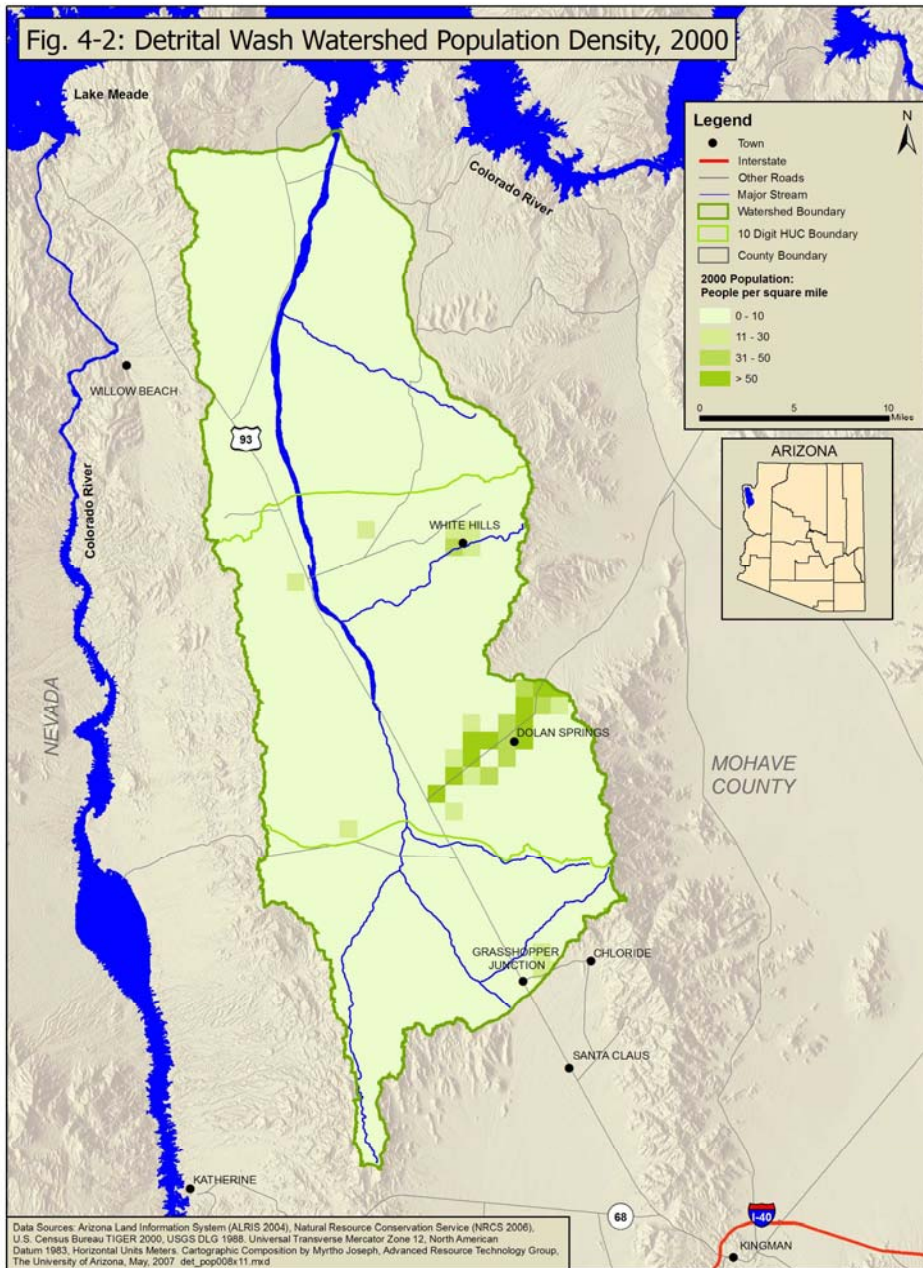 Fig. 4-2: Detrital Wash Watershed Population Density, 2000
Lake Meade
Colorado River
Legend
N
Town
Interstate
Other Roads
Major Stream
Watershed Boundary
10 Digit HUC Boundary
County Boundary
2000 Population:
People per square mile
0 - 10
11 - 30
31 - 50
> 50
0 5 10
Miles
WILLOW BEACH
93
Colorado River
ARIZONA
WHITE HILLS
NEVADA
DOLAN SPRINGS
MOHAVE
COUNTY
GRASSHOPPER
JUNCTION
CHLORIDE
SANTA CLAUS
KATHERINE
68
I-40
KINGMAN
Data Sources: Arizona Land Information System (ALRIS 2004), Natural Resource Conservation Service (NRCS 2006),
U.S. Census Bureau TIGER 2000, USGS DLG 1988. Universal Transverse Mercator Zone 12, North American
Datum 1983, Horizontal Units Meters. Cartographic Composition by Myrtho Joseph, Advanced Resource Technology Group,
The University of Arizona, May, 2007 det_pop008x11.mxd